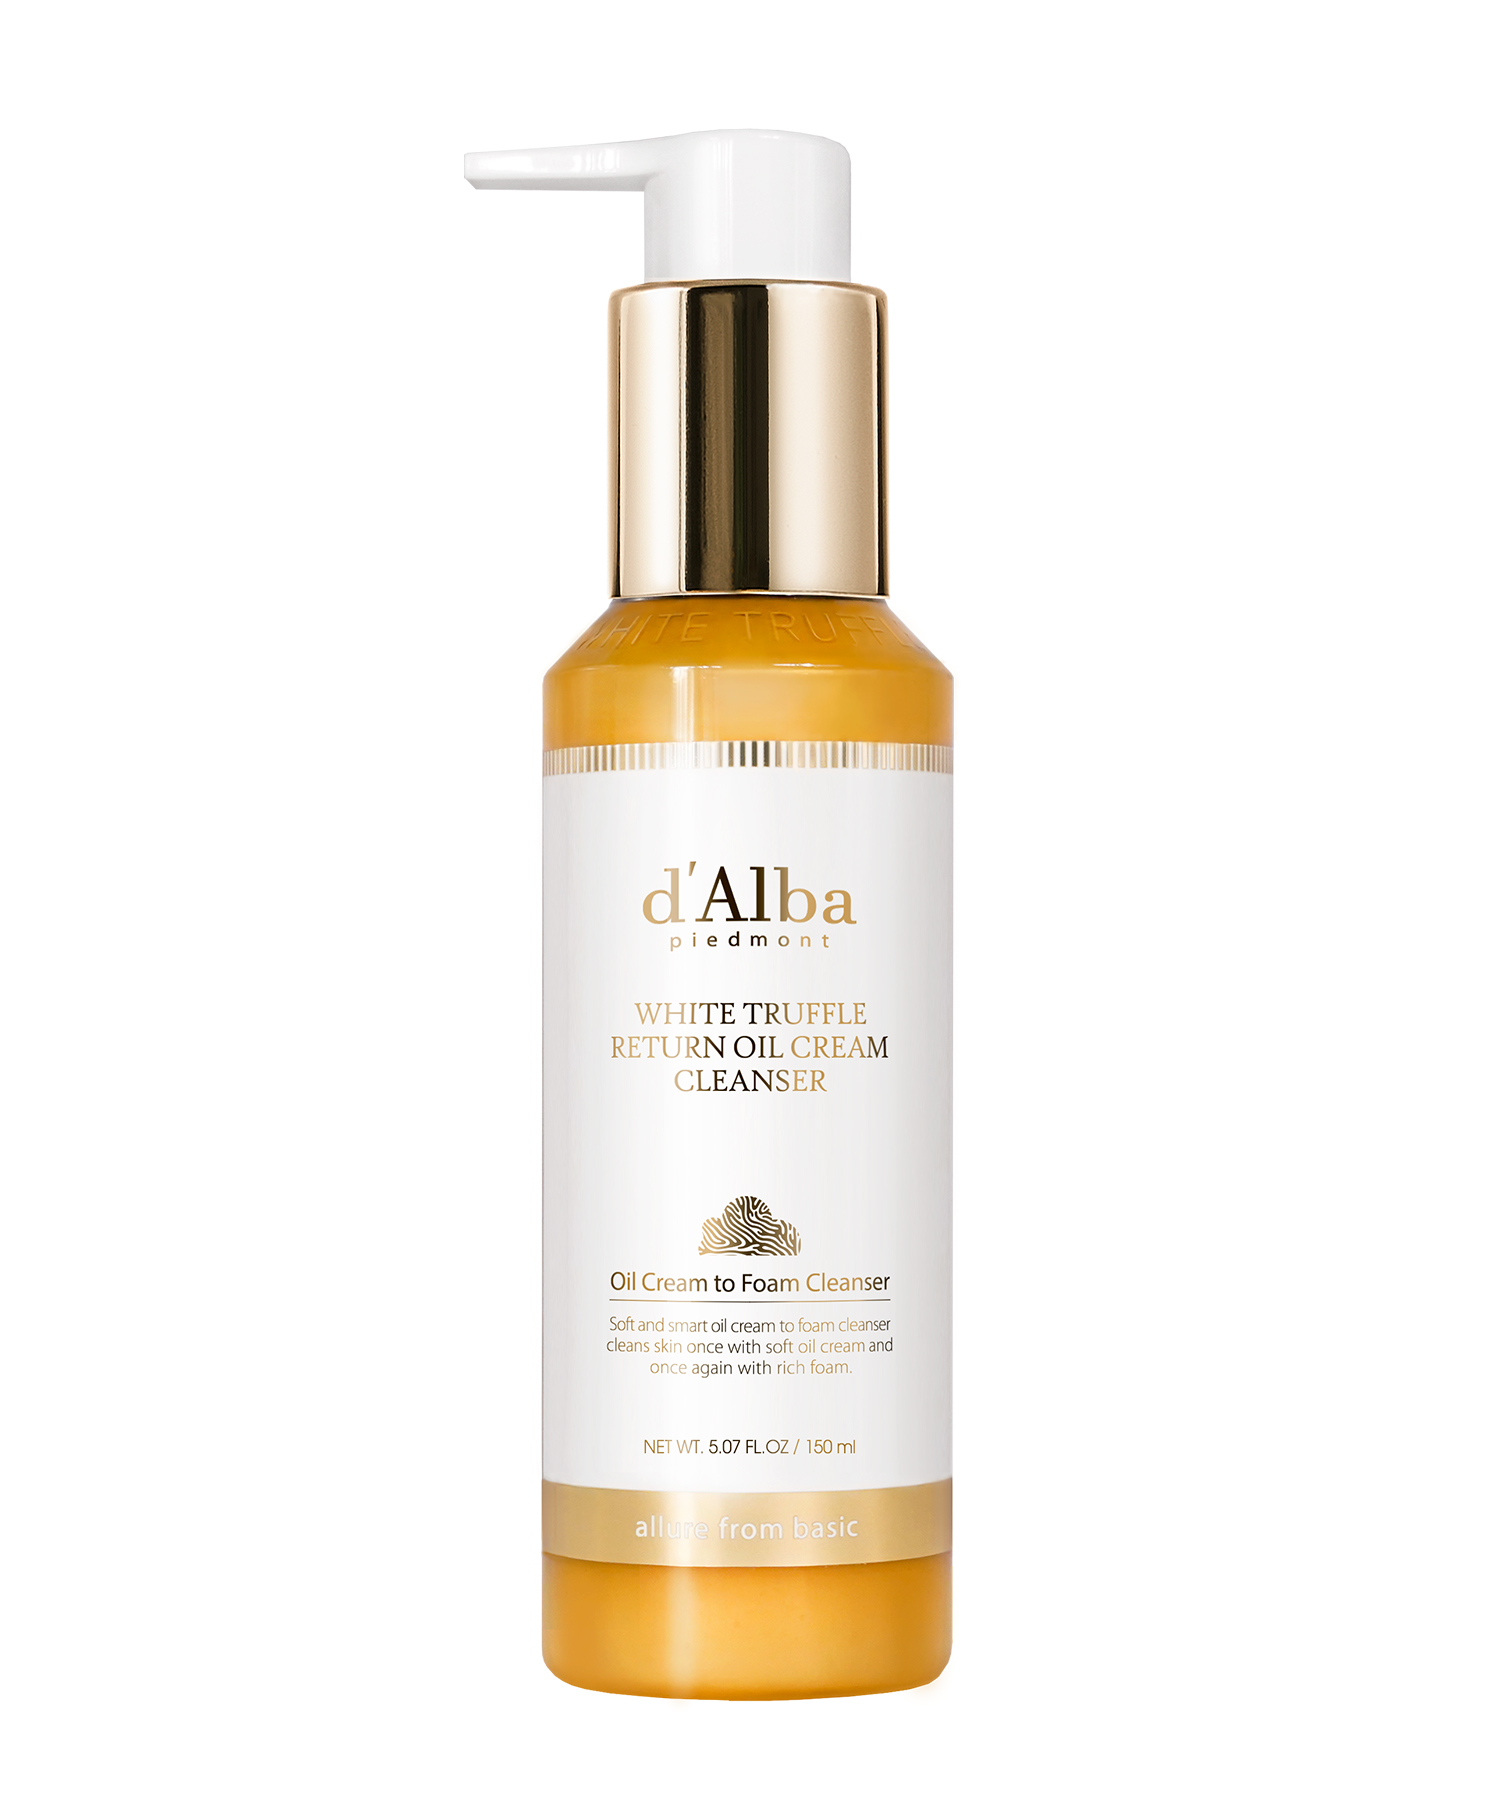 WHITE TRUFFLE
d'Alba
piedmont
WHITE TRUFFLE
RETURN OIL CREAM
CLEANSER
Oil Cream to Foam Cleanser
Soft and smart oil cream to foam cleanser
cleans skin once with soft oil cream and
once again with rich foam.
NET WT. 5.07 FL.OZ / 150 ml
allure from basic